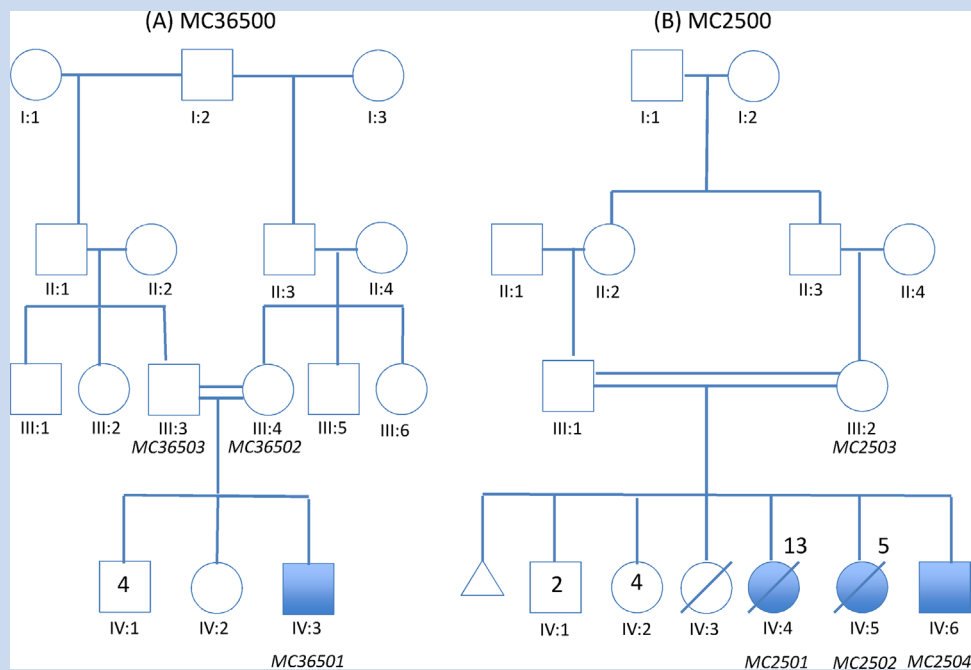 (A) MC36500
(B) MC2500
I:1
I:2
I:3
I:1
I:2
II:1
II:2
II:3
II:4
II:1
II:2
II:3
II:4
III:1
III:2
III:3
III:4
III:5
III:6
MC36503
MC36502
III:1
III:2
MC2503
13
5
4
2
4
IV:1
IV:2
IV:3
IV:1
IV:2
IV:3
IV:4
IV:5
IV:6
MC36501
MC2501
MC2502
MC2504